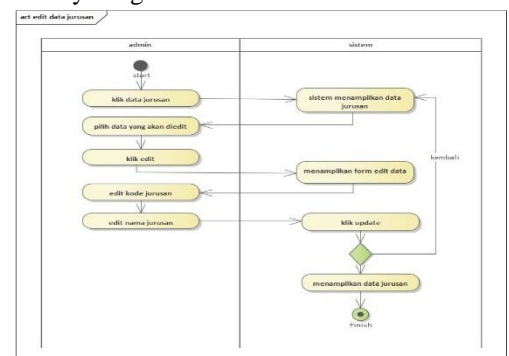 act edit data jurusan
admin
sistem
start
klik data jurusan
sistem menampilkan data
jurusan
pilih data yang akan diedit
klik edit
kembali
menampilkan form edit data
edit kode jurusan
edit nama jurusan
klik update
menampilkan data jurusan
Finish